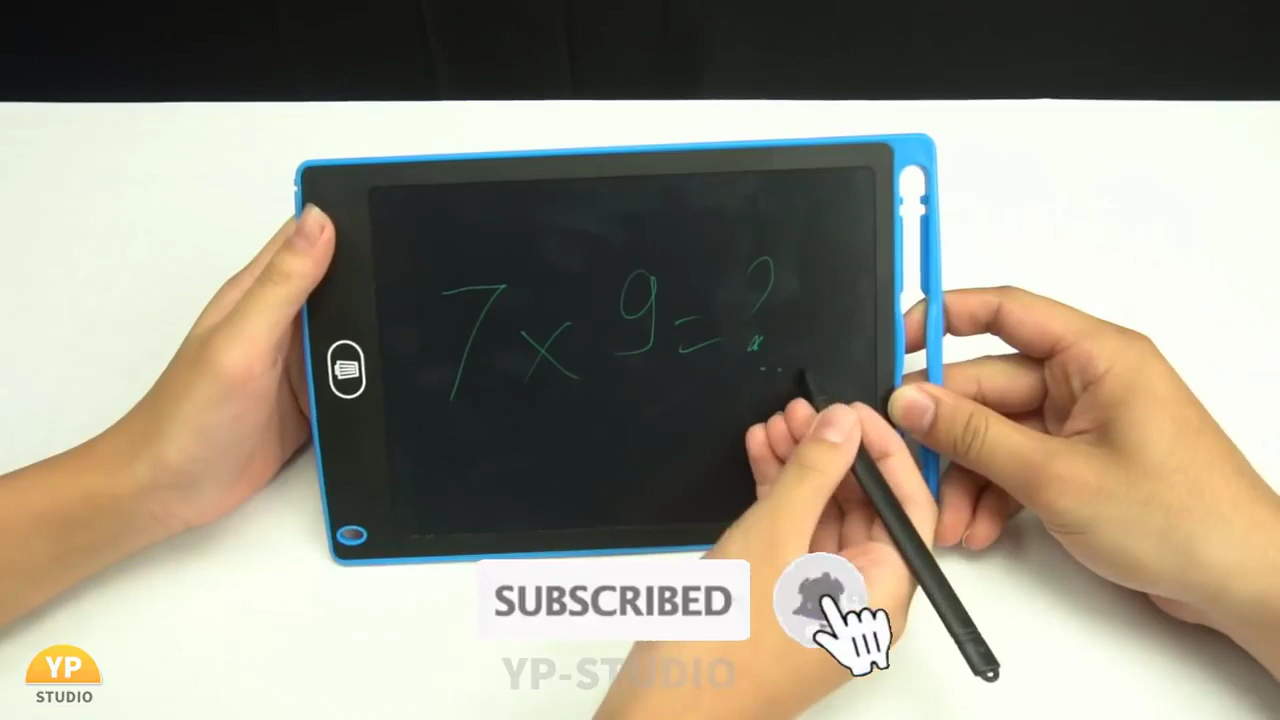 7 x 9 = ?
SUBSCRIBED
YP-STUDIO
YP
STUDIO